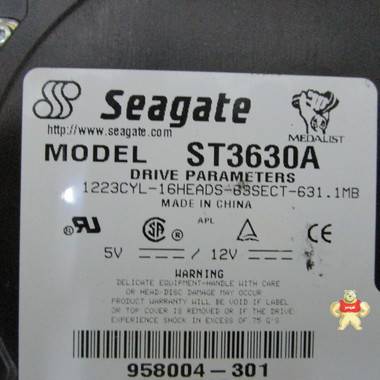 Seagate
http://www.seagate.com
MEDALIST
MODEL ST3630A
DRIVE PARAMETERS
1223CYL-16HEADS-63SECT-631.1MB
MADE IN CHINA
APL
5V ⎓ / 12V ⎓
WARNING
DELICATE EQUIPMENT-HANDLE WITH CARE
OR HEAD-DISC DAMAGE MAY OCCUR
PRODUCT WARRANTY WILL BE VOID IF LABEL
OR TOP COVER IS REMOVED OR IF THE DRIVE
EXPERIENCE SHOCK IN EXCESS OF 75 G'S
958004-301